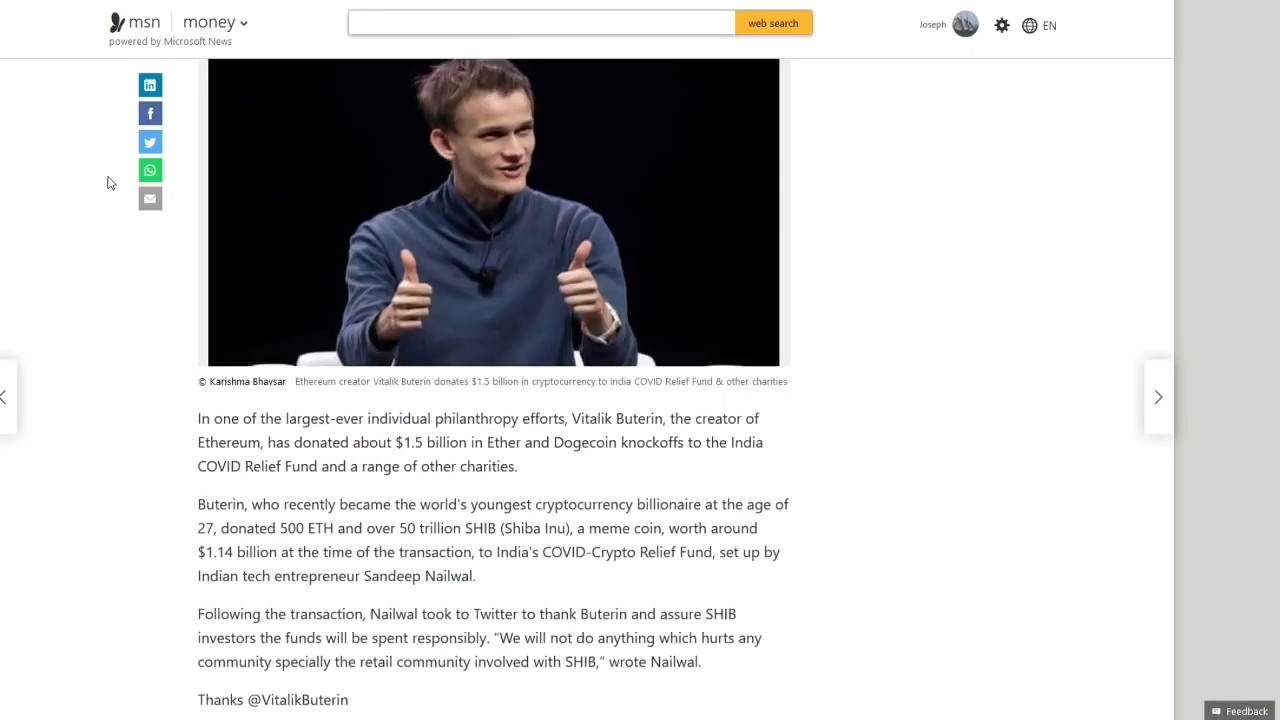 msn money
web search
Joseph
EN
powered by Microsoft News
© Karishma Bhavsar Ethereum creator Vitalik Buterin donates $1.5 billion in cryptocurrency to India COVID Relief Fund & other charities
In one of the largest-ever individual philanthropy efforts, Vitalik Buterin, the creator of
Ethereum, has donated about $1.5 billion in Ether and Dogecoin knockoffs to the India
COVID Relief Fund and a range of other charities.
Buterin, who recently became the world's youngest cryptocurrency billionaire at the age of
27, donated 500 ETH and over 50 trillion SHIB (Shiba Inu), a meme coin, worth around
$1.14 billion at the time of the transaction, to India's COVID-Crypto Relief Fund, set up by
Indian tech entrepreneur Sandeep Nailwal.
Following the transaction, Nailwal took to Twitter to thank Buterin and assure SHIB
investors the funds will be spent responsibly. "We will not do anything which hurts any
community specially the retail community involved with SHIB," wrote Nailwal.
Thanks @VitalikButerin
Feedback